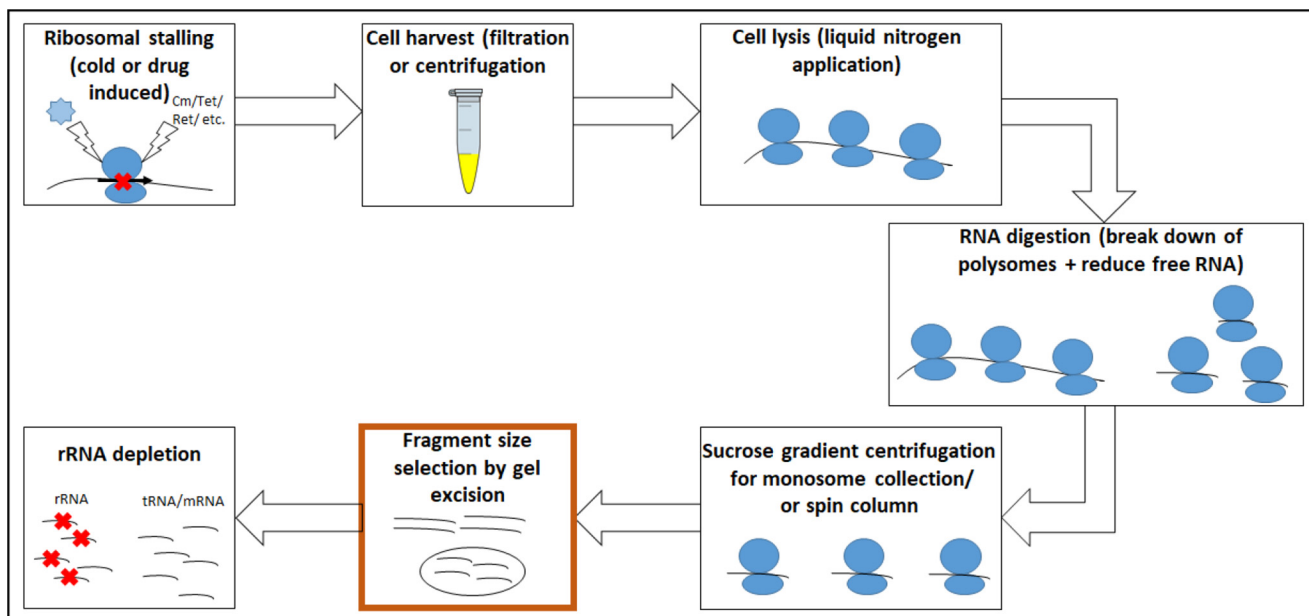 Ribosomal stalling
(cold or drug
induced)
Cm/Tet/
Ret/ etc.
Cell harvest (filtration
or centrifugation
Cell lysis (liquid nitrogen
application)
RNA digestion (break down of
polysomes + reduce free RNA)
Sucrose gradient centrifugation
for monosome collection/
or spin column
Fragment size
selection by gel
excision
rRNA depletion
rRNA
tRNA/mRNA